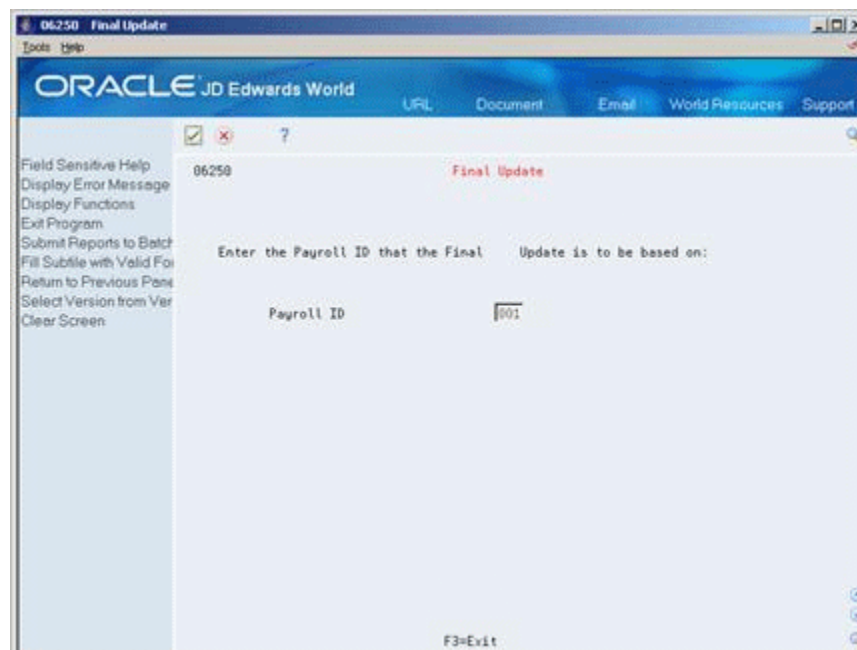 06250 Final Update
Tools Help
ORACLE JD Edwards World
URL Document Email World Resources Support
?
Field Sensitive Help
Display Error Message
Display Functions
Exit Program
Submit Reports to Batch
Fill Subfile with Valid For
Return to Previous Pane
Select Version from Ver
Clear Screen
06250 Final Update
Enter the Payroll ID that the Final Update is to be based on:
Payroll ID 001
F3=Exit